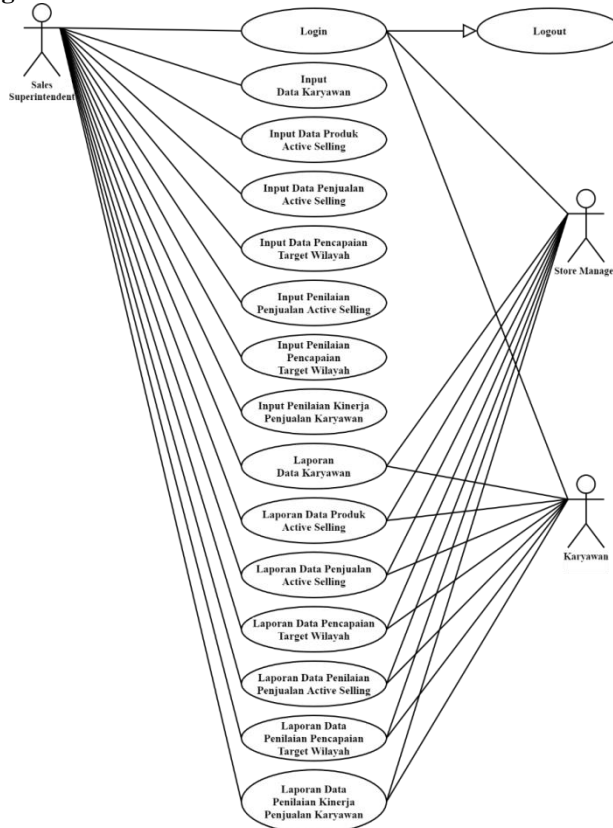 Login
Logout
Sales
Superintendent
Input
Data Karyawan
Input Data Produk
Active Selling
Input Data Penjualan
Active Selling
Input Data Pencapaian
Target Wilayah
Store Manage
Input Penilaian
Penjualan Active Selling
Input Penilaian
Pencapaian
Target Wilayah
Input Penilaian Kinerja
Penjualan Karyawan
Laporan
Data Karyawan
Laporan Data Produk
Active Selling
Karyawan
Laporan Data Penjualan
Active Selling
Laporan Data Pencapaian
Target Wilayah
Laporan Data Penilaian
Penjualan Active Selling
Laporan Data
Penilaian Pencapaian
Target Wilayah
Laporan Data
Penilaian Kinerja
Penjualan Karyawan